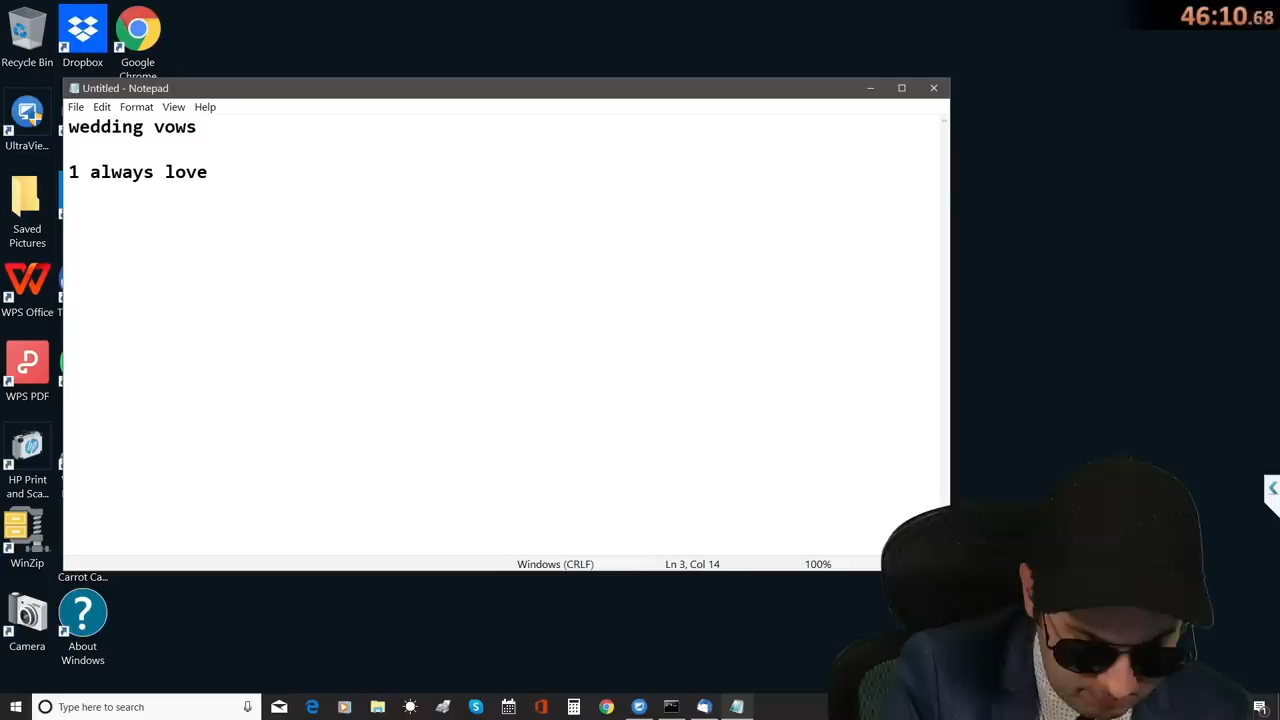 46:10.68
Recycle Bin
Dropbox
Google Chrome
Untitled - Notepad
File Edit Format View Help
wedding vows
1 always love
UltraVie...
Saved Pictures
WPS Office
T
WPS PDF
HP Print and Sca...
WinZip
Carrot Ca...
Camera
About Windows
Windows (CRLF)
Ln 3, Col 14
100%
Type here to search